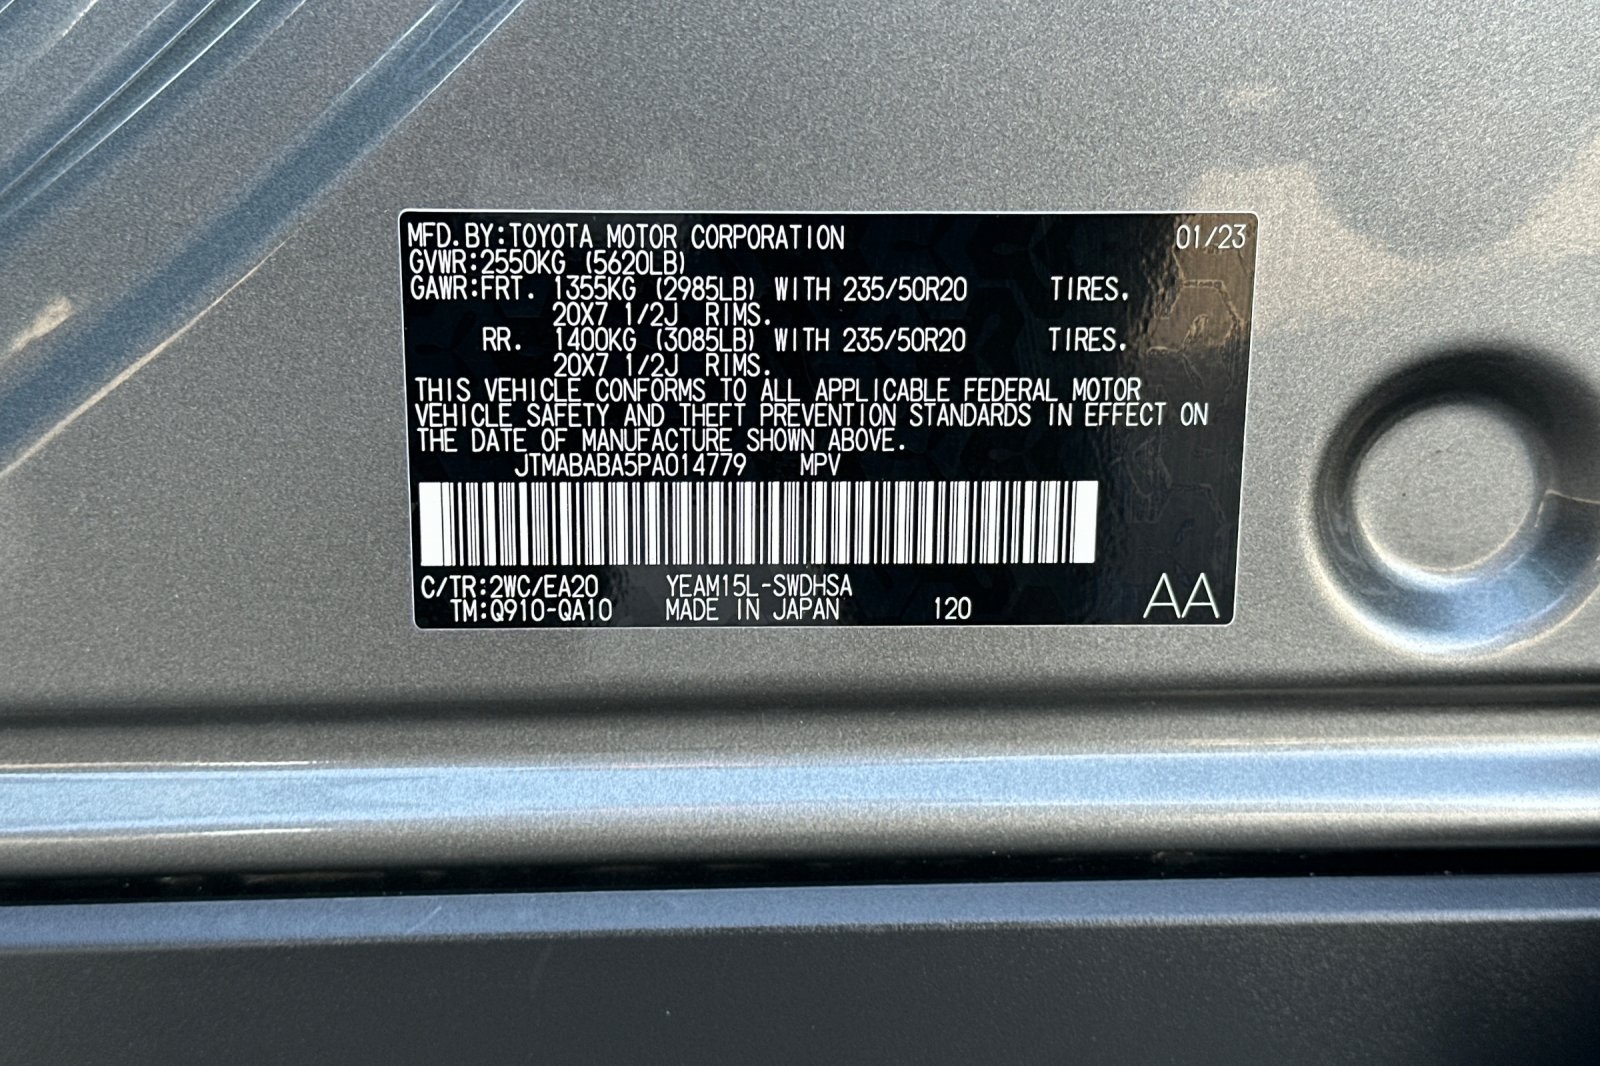 MFD.BY:TOYOTA MOTOR CORPORATION 01/23
GVWR:2550KG (5620LB)
GAWR:FRT. 1355KG (2985LB) WITH 235/50R20 TIRES.
20X7 1/2J RIMS.
RR. 1400KG (3085LB) WITH 235/50R20 TIRES.
20X7 1/2J RIMS.
THIS VEHICLE CONFORMS TO ALL APPLICABLE FEDERAL MOTOR
VEHICLE SAFETY AND THEFT PREVENTION STANDARDS IN EFFECT ON
THE DATE OF MANUFACTURE SHOWN ABOVE.
JTMABABA5PA014779 MPV
C/TR:2WC/EA20 YEAM15L-SWDHSA
TM:Q910-QA10 MADE IN JAPAN 120 AA